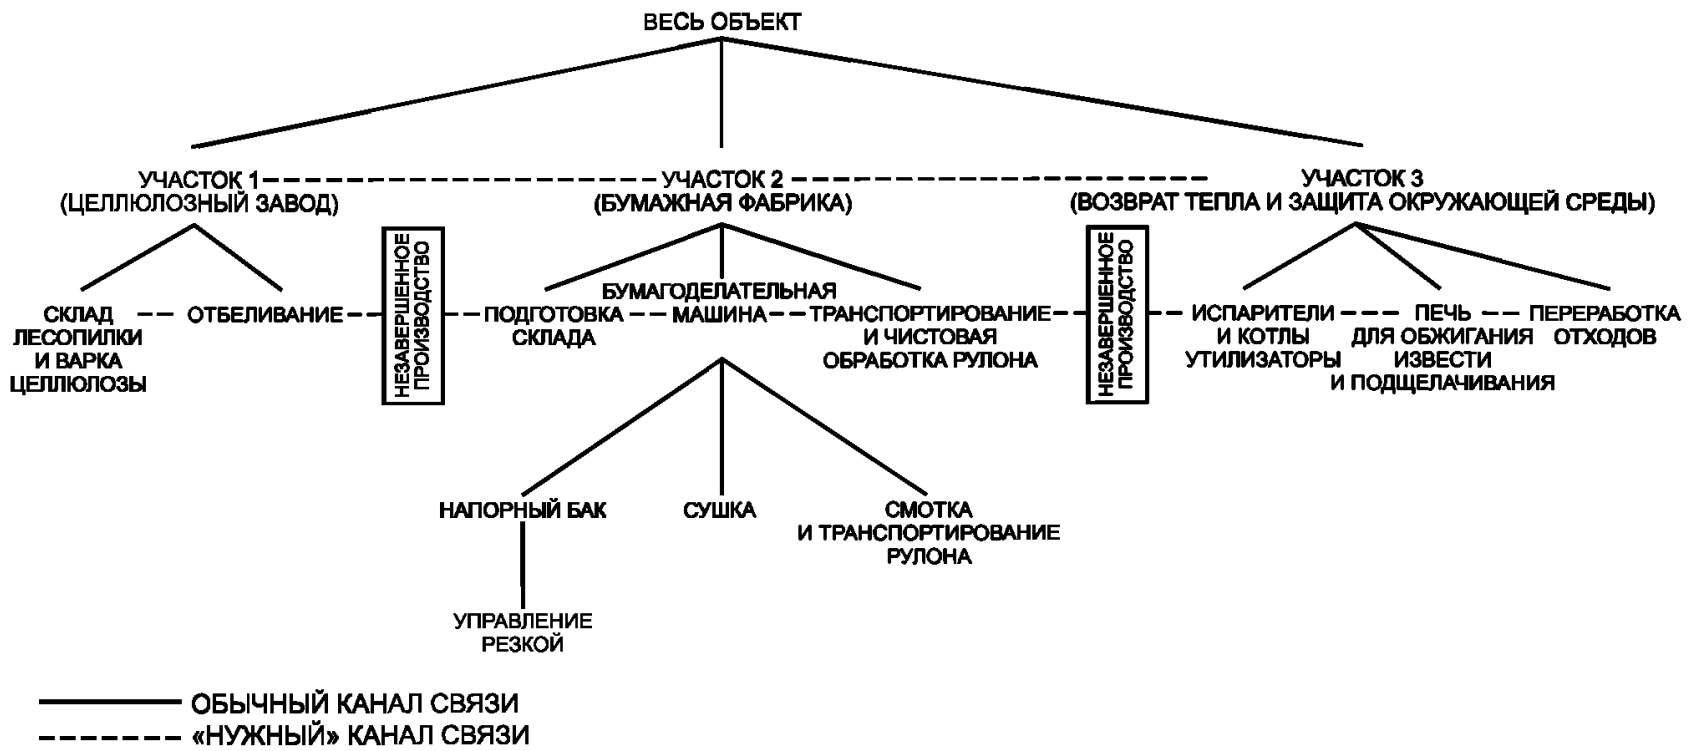 ВЕСЬ ОБЪЕКТ
УЧАСТОК 1
(ЦЕЛЛЮЛОЗНЫЙ ЗАВОД)
УЧАСТОК 2
(БУМАЖНАЯ ФАБРИКА)
УЧАСТОК 3
(ВОЗВРАТ ТЕПЛА И ЗАЩИТА ОКРУЖАЮЩЕЙ СРЕДЫ)
СКЛАД
ЛЕСОПИЛКИ
И ВАРКА
ЦЕЛЛЮЛОЗЫ
ОТБЕЛИВАНИЕ
НЕЗАВЕРШЕННОЕ
ПРОИЗВОДСТВО
ПОДГОТОВКА
СКЛАДА
БУМАГОДЕЛАТЕЛЬНАЯ
МАШИНА
ТРАНСПОРТИРОВАНИЕ
И ЧИСТОВАЯ
ОБРАБОТКА РУЛОНА
НЕЗАВЕРШЕННОЕ
ПРОИЗВОДСТВО
ИСПАРИТЕЛИ
И КОТЛЫ
УТИЛИЗАТОРЫ
ПЕЧЬ
ДЛЯ ОБЖИГАНИЯ
ИЗВЕСТИ
И ПОДЩЕЛАЧИВАНИЯ
ПЕРЕРАБОТКА
ОТХОДОВ
НАПОРНЫЙ БАК
СУШКА
СМОТКА
И ТРАНСПОРТИРОВАНИЕ
РУЛОНА
УПРАВЛЕНИЕ
РЕЗКОЙ
ОБЫЧНЫЙ КАНАЛ СВЯЗИ
«НУЖНЫЙ» КАНАЛ СВЯЗИ